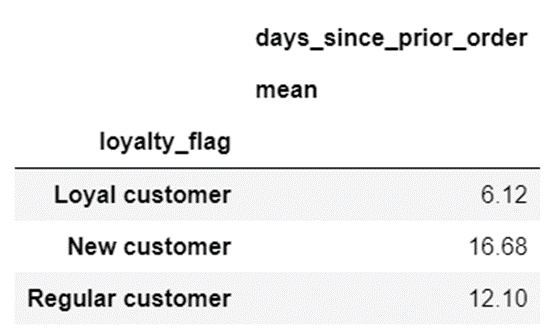 days_since_prior_order
mean
loyalty_flag
Loyal customer 6.12
New customer 16.68
Regular customer 12.10